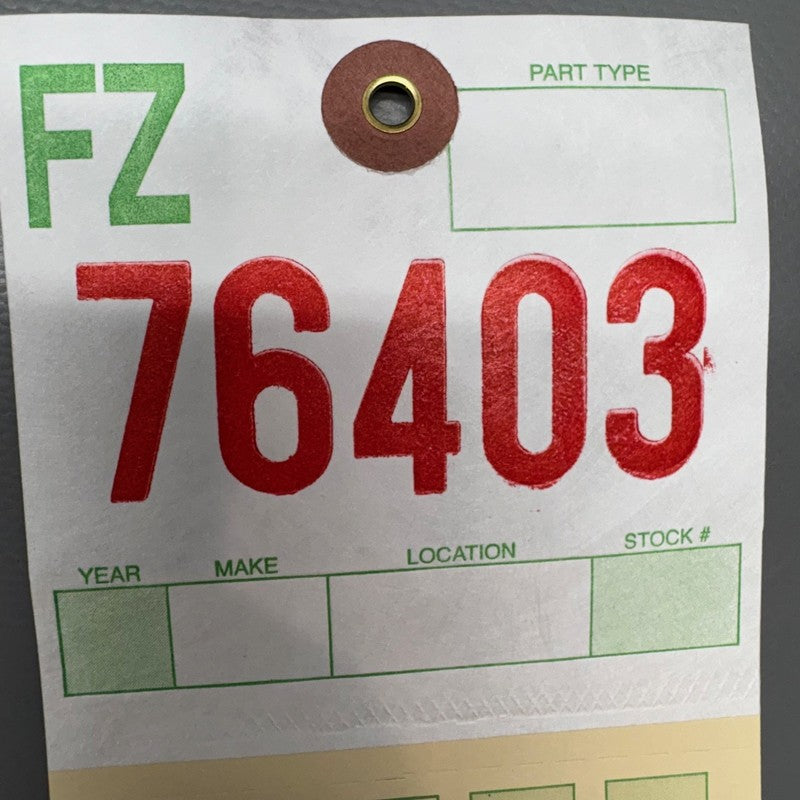 FZ
PART TYPE
76403
YEAR MAKE LOCATION STOCK #